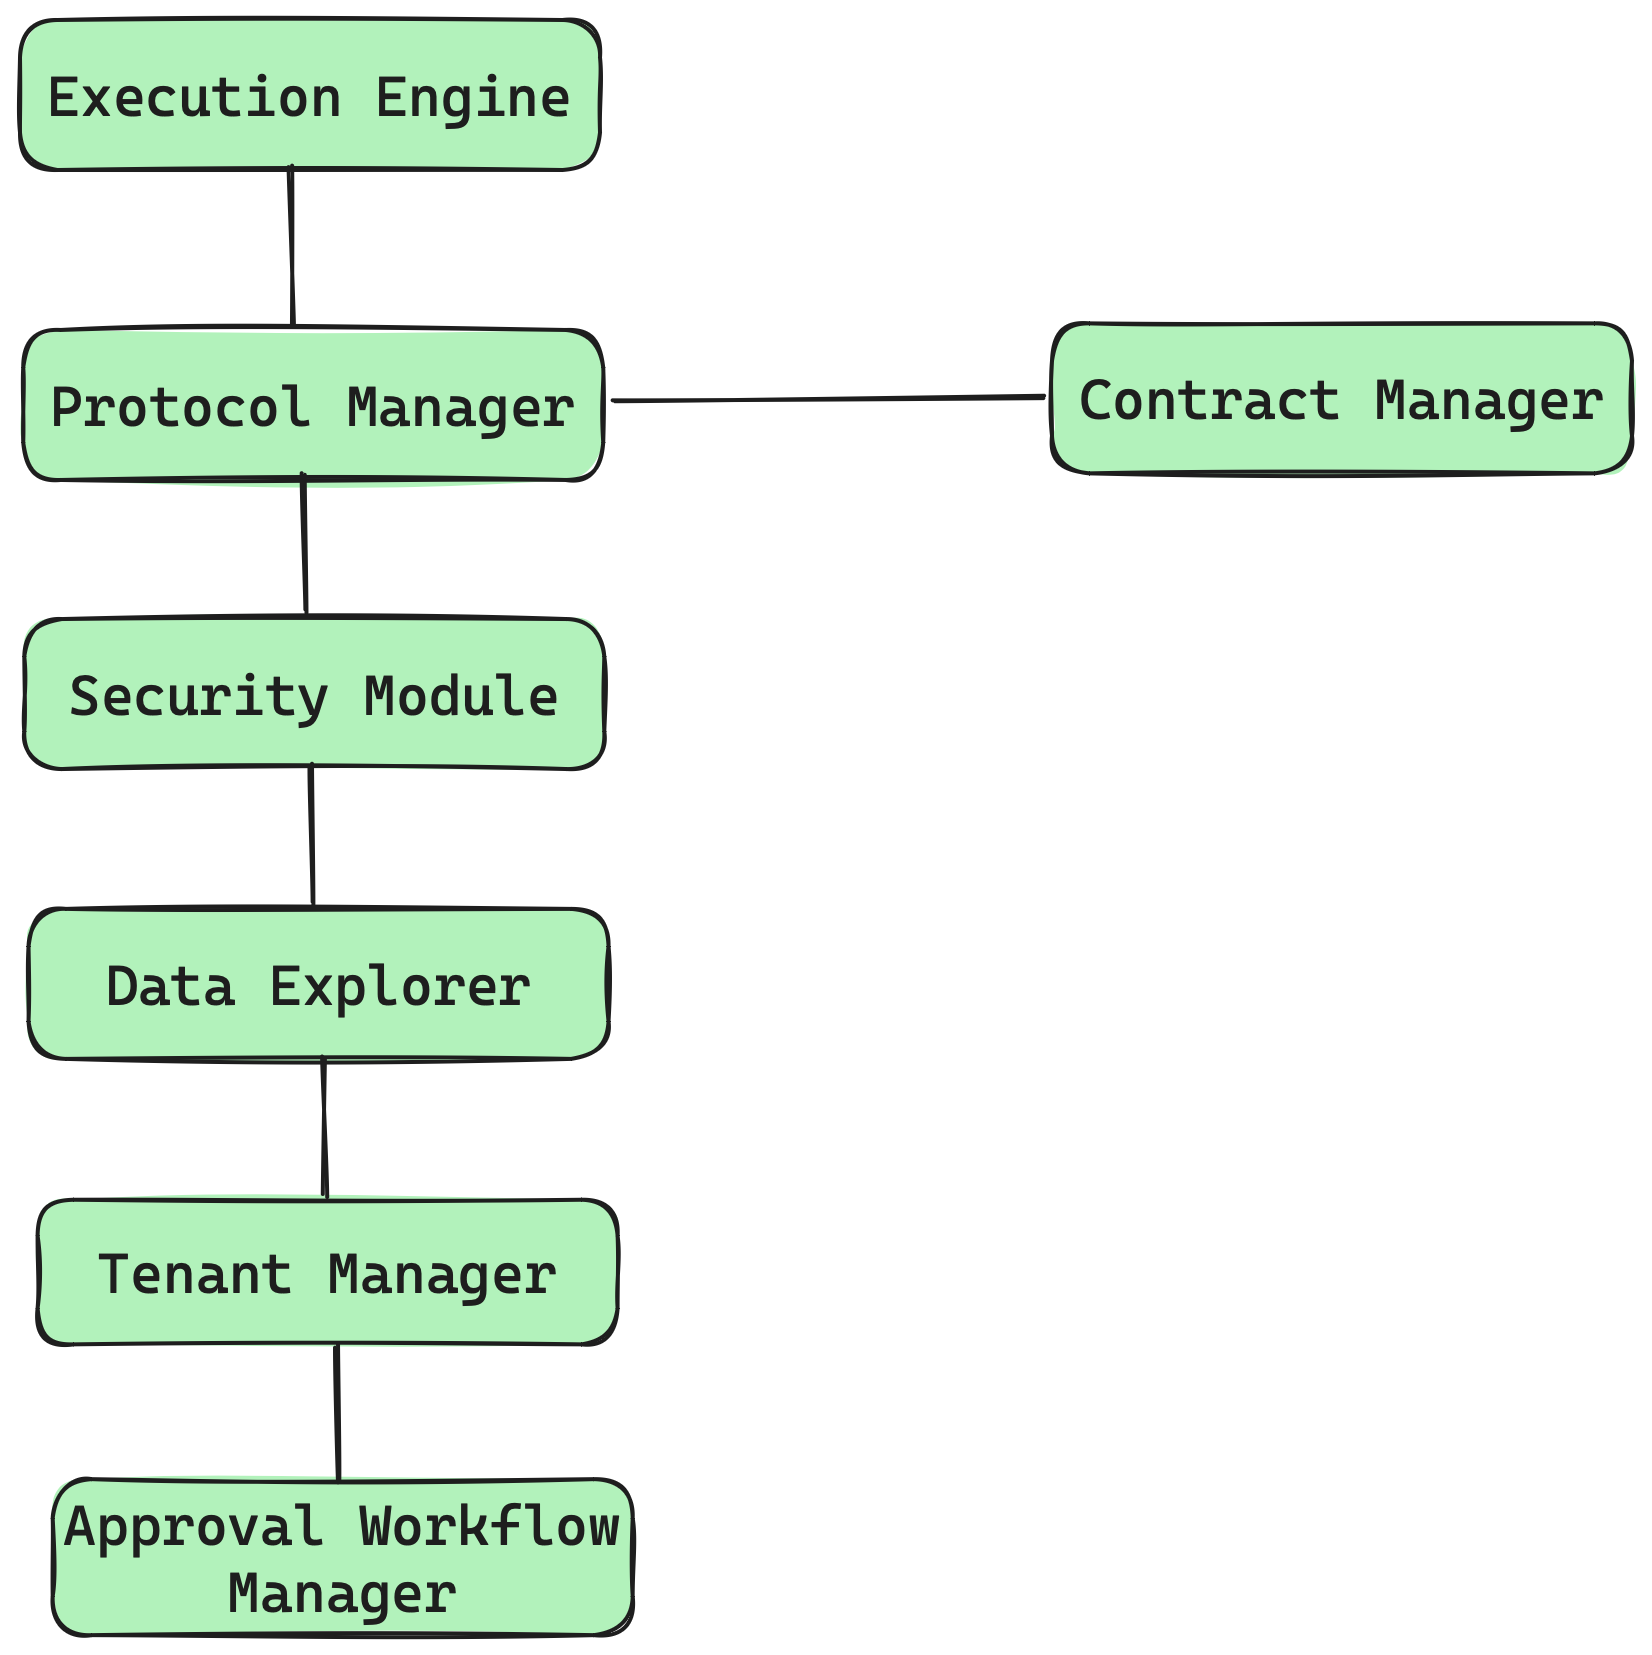 Execution Engine
Protocol Manager
Contract Manager
Security Module
Data Explorer
Tenant Manager
Approval Workflow
Manager